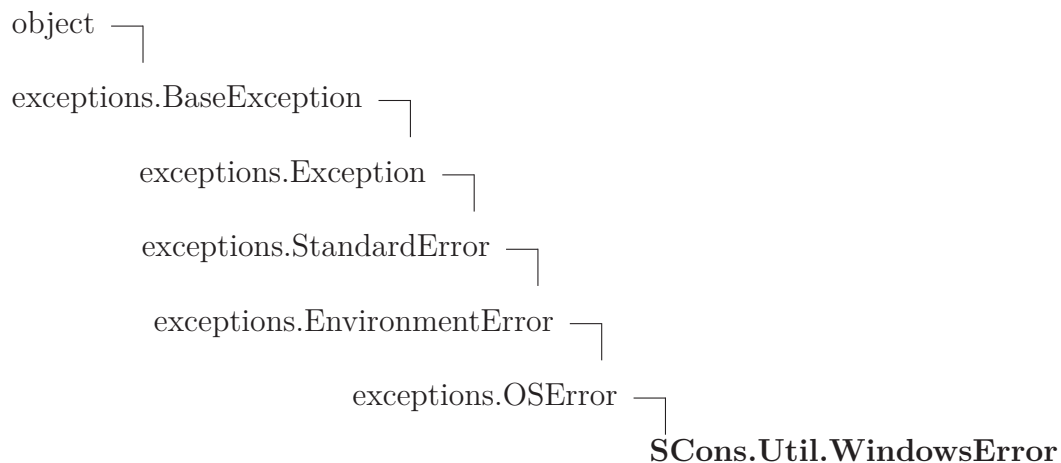 object
exceptions.BaseException
exceptions.Exception
exceptions.StandardError
exceptions.EnvironmentError
exceptions.OSError
SCons.Util.WindowsError